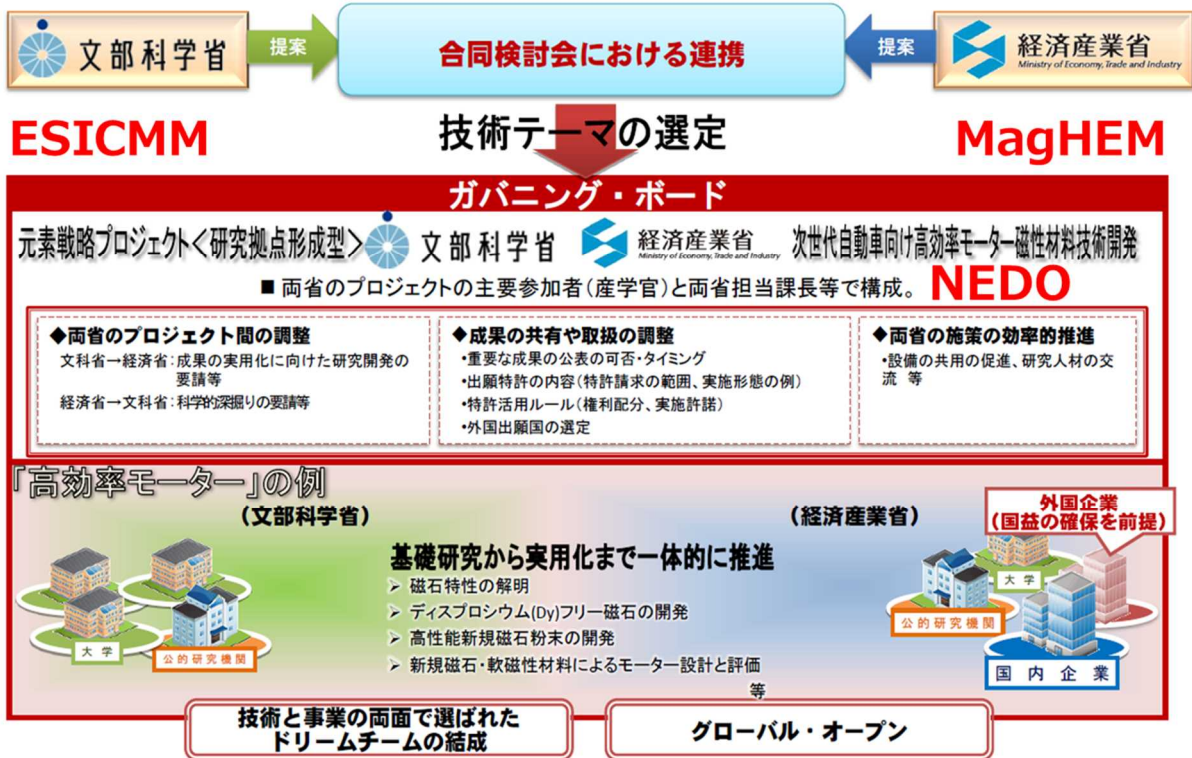 文部科学省
提案
合同検討会における連携
提案
経済産業省
Ministry of Economy, Trade and Industry
ESICMM
技術テーマの選定
MagHEM
ガバニング・ボード
元素戦略プロジェクト<研究拠点形成型>
文部科学省
経済産業省
Ministry of Economy, Trade and Industry
次世代自動車向け高効率モーター磁性材料技術開発
■ 両省のプロジェクトの主要参加者(産学官)と両省担当課長等で構成。
NEDO
◆両省のプロジェクト間の調整
文科省→経済省:成果の実用化に向けた研究開発の
要請等
経済省→文科省:科学的深掘りの要請等
◆成果の共有や取扱の調整
・重要な成果の公表の可否・タイミング
・出願特許の内容(特許請求の範囲、実施形態の例)
・特許活用ルール(権利配分、実施許諾)
・外国出願国の選定
◆両省の施策の効率的推進
・設備の共用の促進、研究人材の交
流 等
「高効率モーター」の例
(文部科学省)
(経済産業省)
外国企業
(国益の確保を前提)
基礎研究から実用化まで一体的に推進
➢ 磁石特性の解明
➢ ディスプロシウム(Dy)フリー磁石の開発
➢ 高性能新規磁石粉末の開発
➢ 新規磁石・軟磁性材料によるモーター設計と評価
等
大学
公的研究機関
大学
公的研究機関
国内企業
技術と事業の両面で選ばれた
ドリームチームの結成
グローバル・オープン